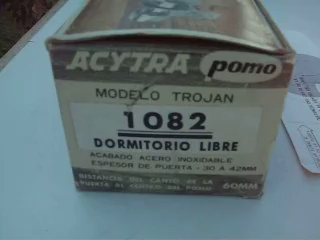 ACYTRA pomo
MODELO TROJAN
1082
DORMITORIO LIBRE
ACABADO ACERO INOXIDABLE
ESPESOR DE PUERTA - 30 A 42MM
DISTANCIA DEL CANTO DE LA
PUERTA AL CENTRO DEL POMO 60MM